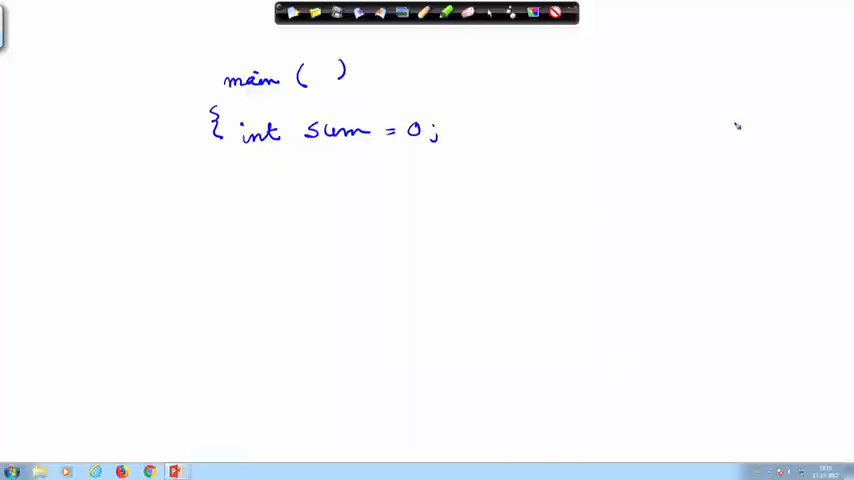 main ( )
{ int sum = 0;